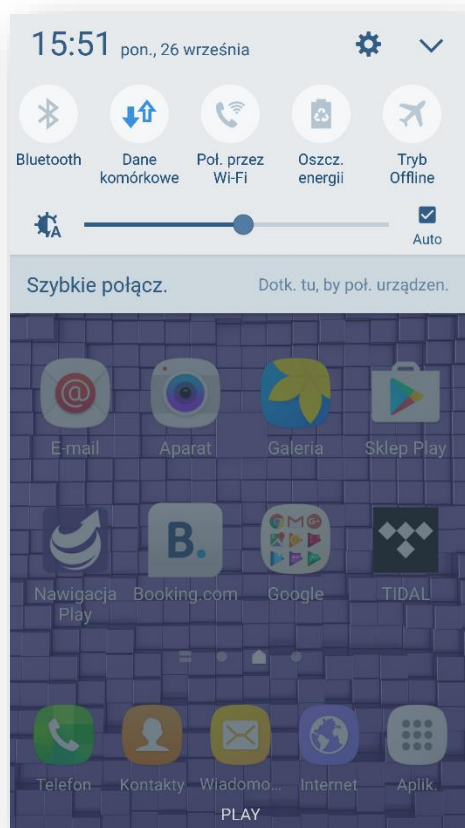 15:51 pon., 26 września
Bluetooth
Dane
komórkowe
Poł. przez
Wi-Fi
Oszcz.
energii
Tryb
Offline
A
Auto
Szybkie połącz. Dotk. tu, by poł. urządzen.
@
E-mail Aparat Galeria Sklep Play
B.
G+
Nawigacja
Play
Booking.com Google TIDAL
Telefon Kontakty Wiadomo... Internet Aplik.
PLAY